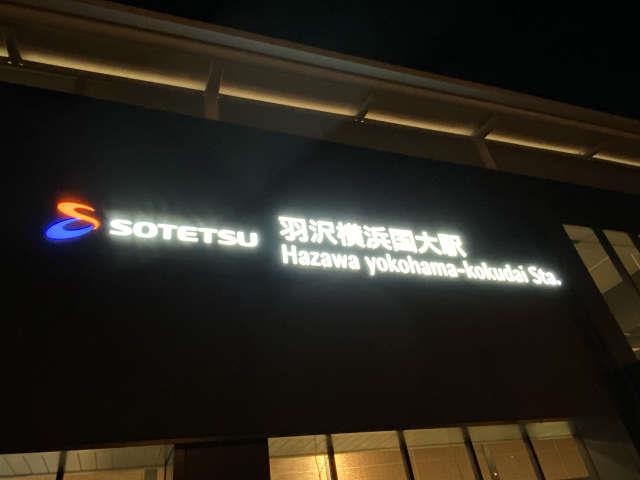 SOTETSU
羽沢横浜国大駅
Hazawa yokohama-kokudai Sta.